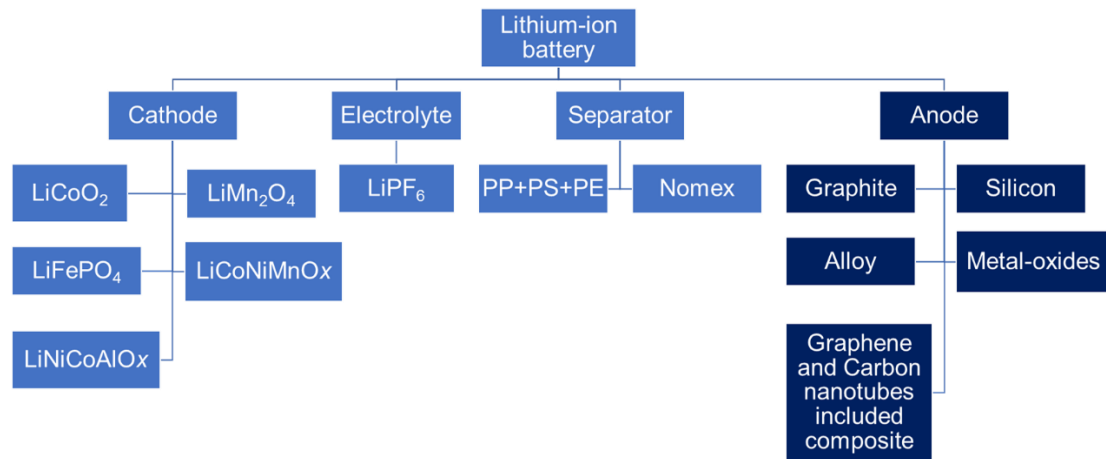 Lithium-ion
battery
Cathode
Electrolyte
Separator
Anode
LiCoO₂
LiMn₂O₄
LiPF₆
PP+PS+PE
Nomex
Graphite
Silicon
LiFePO₄
LiCoNiMnOx
Alloy
Metal-oxides
LiNiCoAlOx
Graphene
and Carbon
nanotubes
included
composite